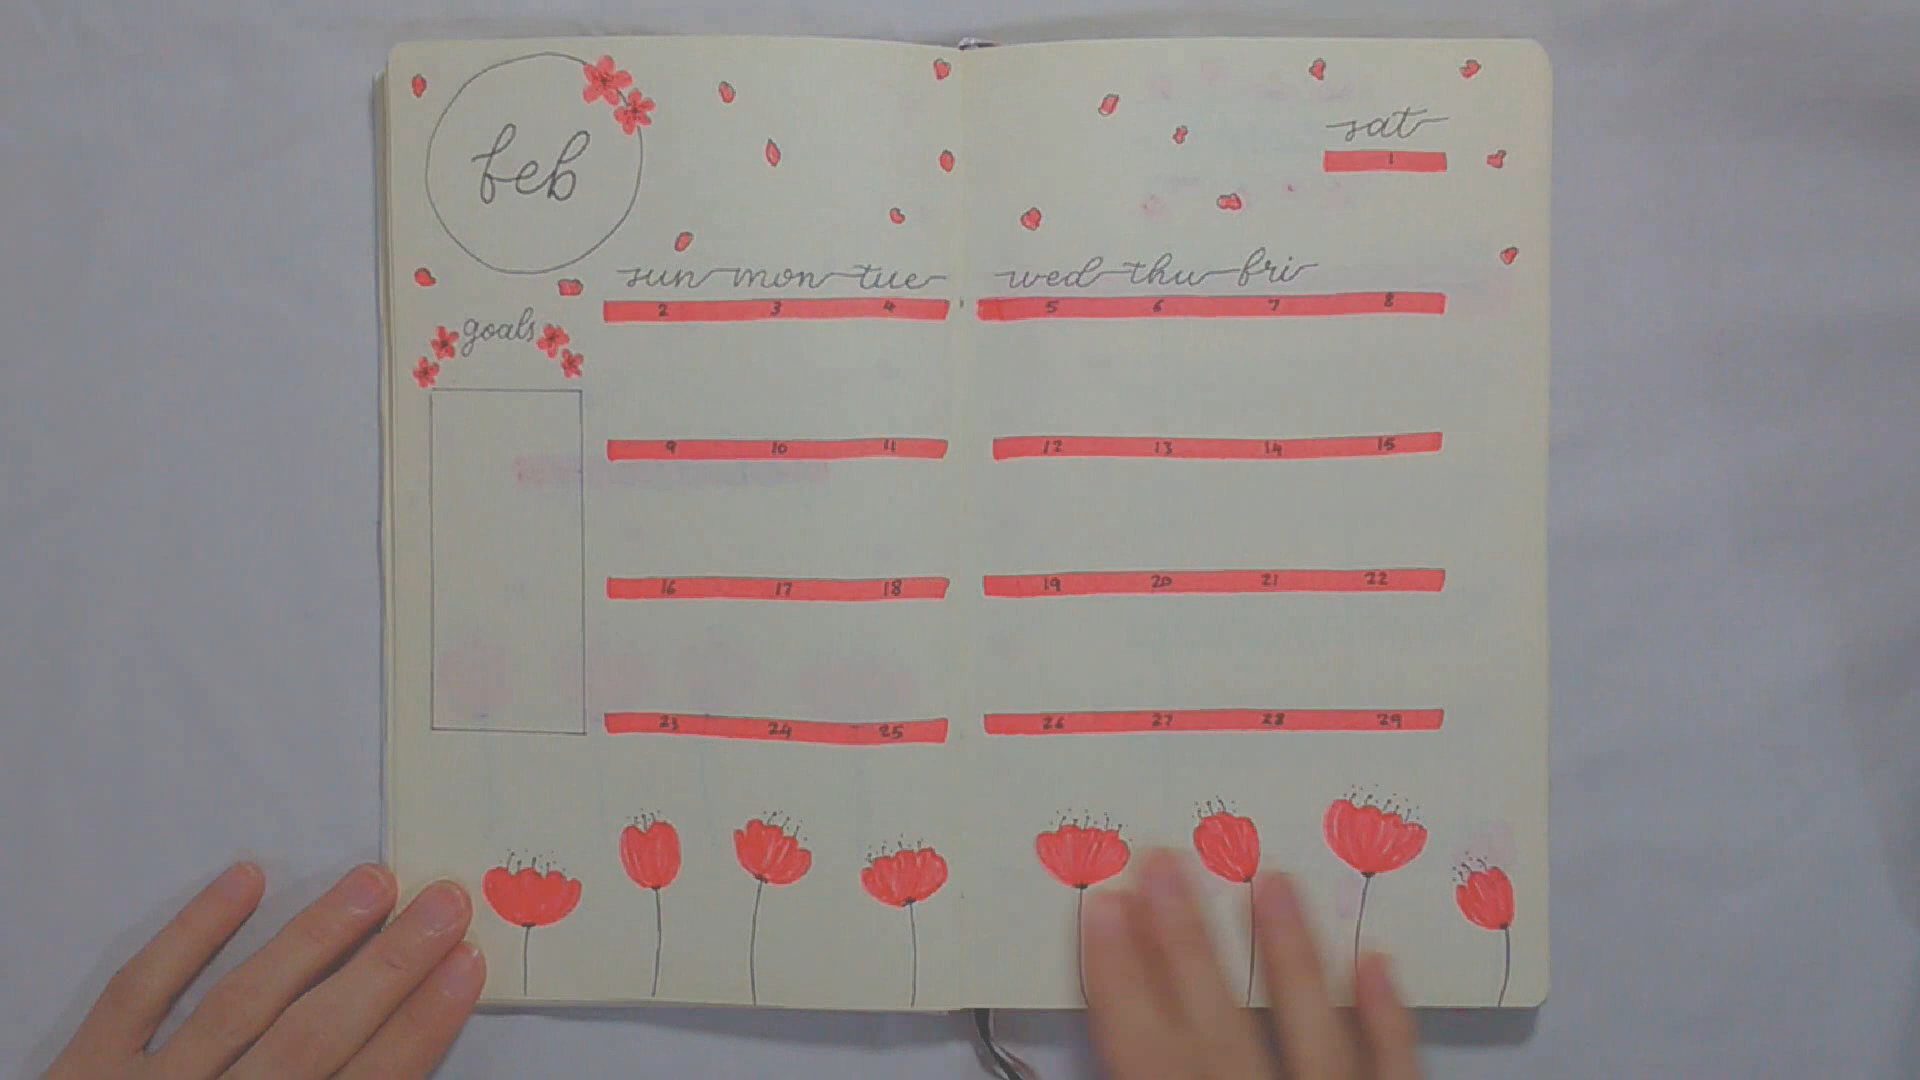 feb
sat
1
sun mon tue wed thu fri
2 3 4 5 6 7 8
goals
9 10 11 12 13 14 15
16 17 18 19 20 21 22
23 24 25 26 27 28 29